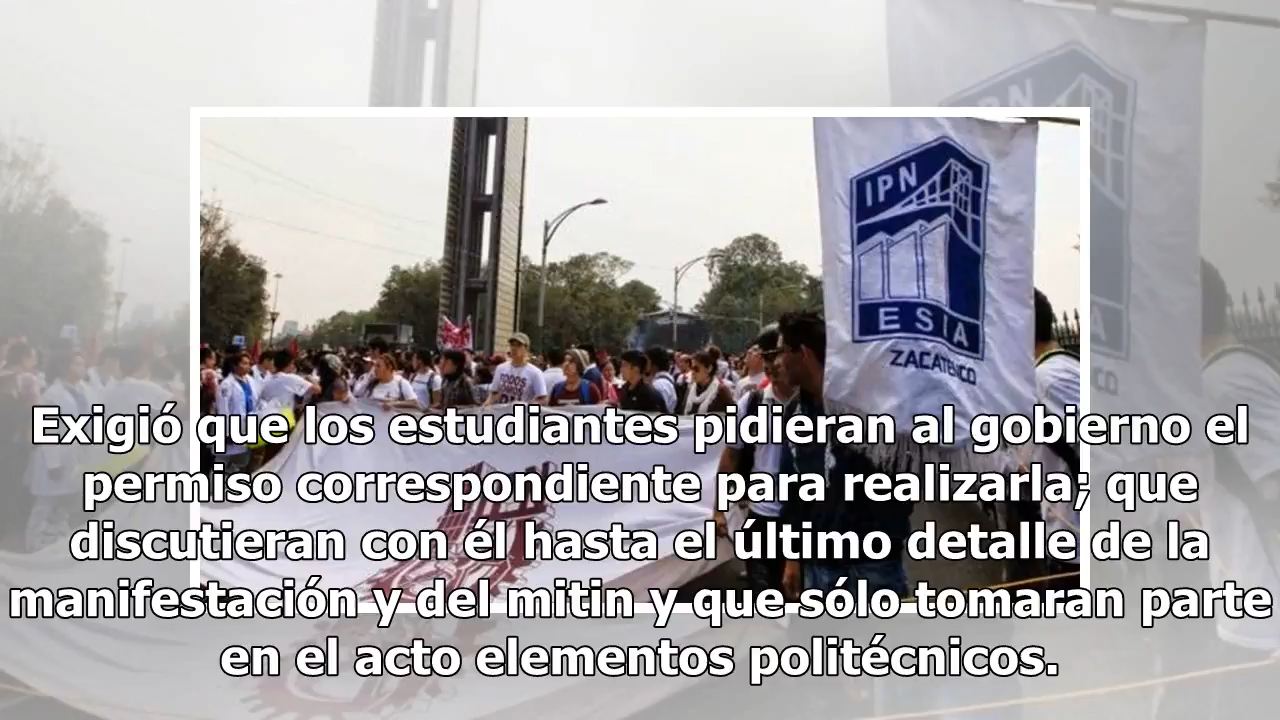 IPN
ESIA
ZACATENCO
TODOS
Exigió que los estudiantes pidieran al gobierno el
permiso correspondiente para realizarla; que
discutieran con él hasta el último detalle de la
manifestación y del mitin y que sólo tomaran parte
en el acto elementos politécnicos.